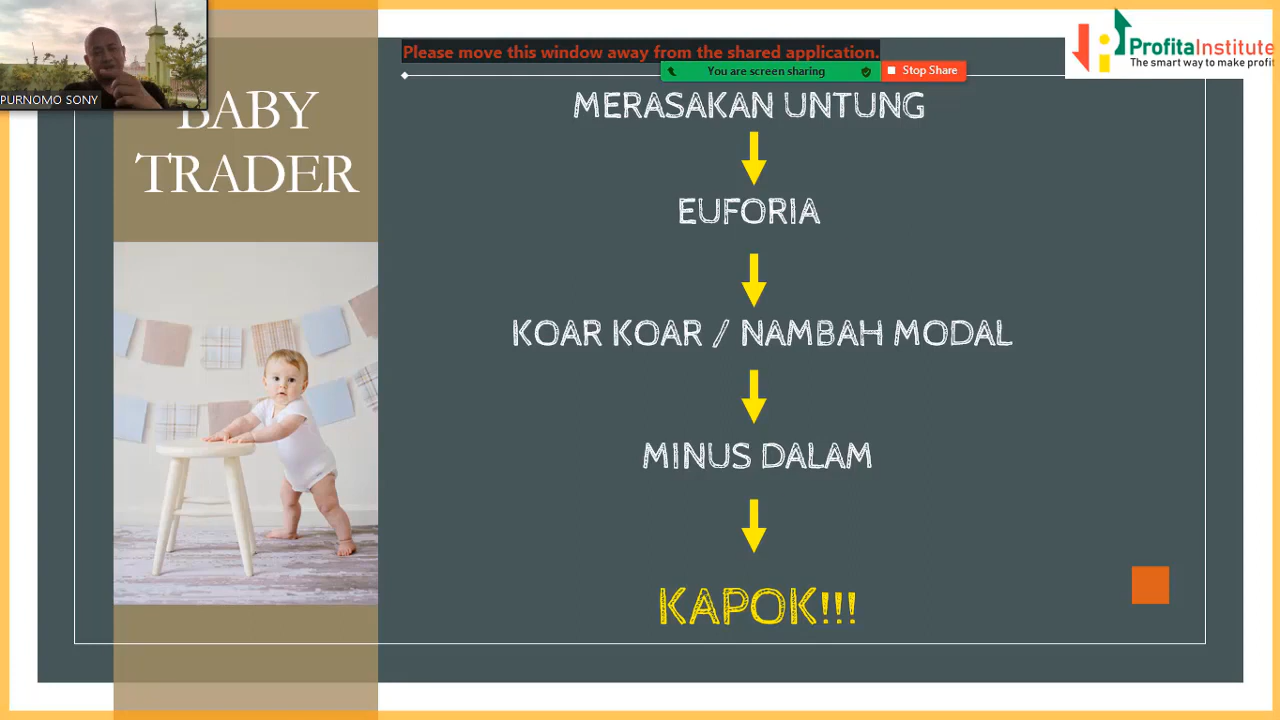 PURNOMO SONY
BABY
TRADER
Please move this window away from the shared application.
You are screen sharing
Stop Share
ProfitaInstitute
The smart way to make profit
MERASAKAN UNTUNG
EUFORIA
KOAR KOAR / NAMBAH MODAL
MINUS DALAM
KAPOK!!!